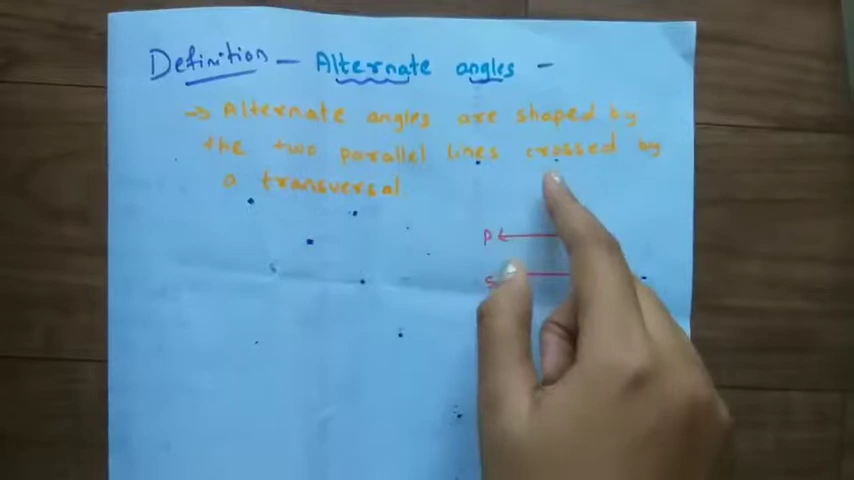 Definition - Alternate angles -
→ Alternate angles are shaped by
the two parallel lines crossed by
a transversal
P
S